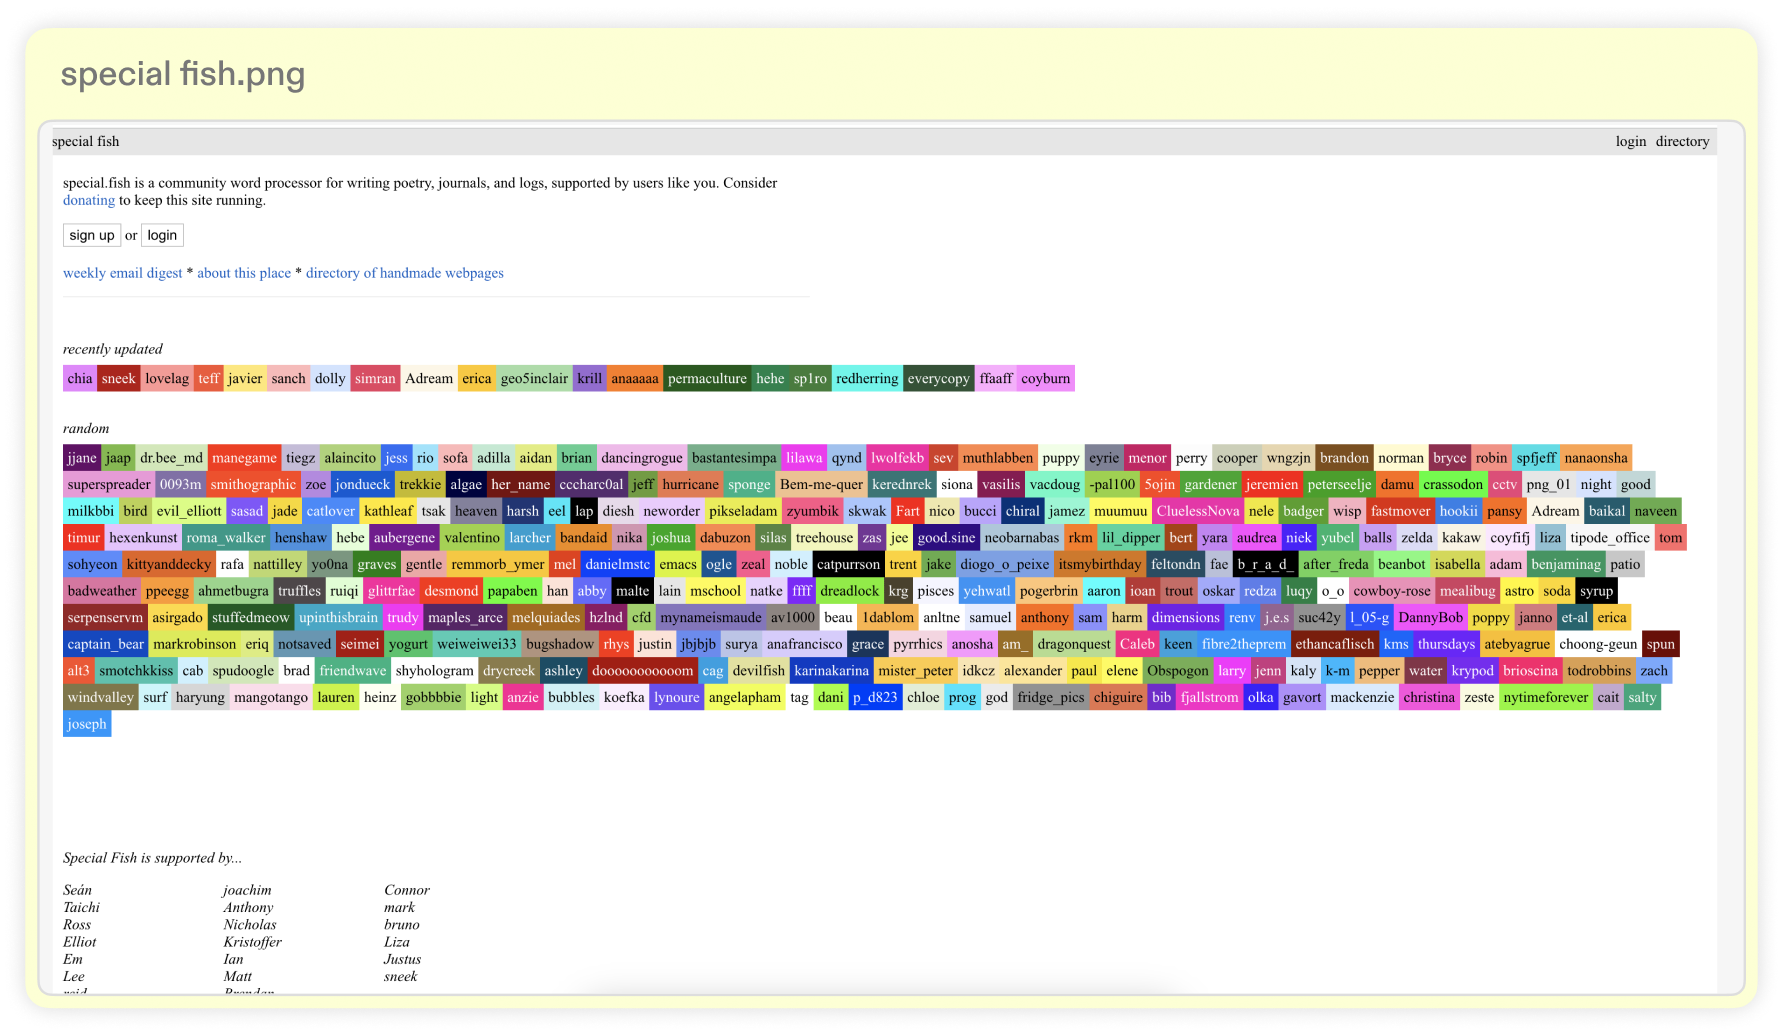 special fish.png
special fish login directory
special.fish is a community word processor for writing poetry, journals, and logs, supported by users like you. Consider
donating to keep this site running.
sign up or login
weekly email digest * about this place * directory of handmade webpages
recently updated
chia sneek lovelag teff javier sanch dolly simran Adream erica geo5inclair krill anaaaaa permaculture hehe sp1ro redherring everycopy ffaaff coyburn
random
jjane jaap dr.bee_md manegame tiegz alaincito jess rio sofa adilla aidan brian dancingrogue bastantesimpa lilawa qynd lwolfekb sev muthlabben puppy eyrie menor perry cooper wngzjn brandon norman bryce robin spfjeff nanaonsha
superspreader 0093m smithographic zoe jondueck trekkie algae her_name cccharc0al jeff hurricane sponge Bem-me-quer kerednrek siona vasilis vacdoug -pal100 5ojin gardener jeremien peterseelje damu crassodon cctv png_01 night good
milkbbi bird evil_elliott sasad jade catlover kathleaf tsak heaven harsh eel lap diesh neworder pikseladam zyumbik skwak Fart nico bucci chiral jamez muumuu CluelessNova nele badger wisp fastmover hookii pansy Adream baikal naveen
timur hexenkunst roma_walker henshaw hebe aubergene valentino larcher bandaid nika joshua dabuzon silas treehouse zas jee good.sine neobarnabas rkm lil_dipper bert yara audrea niek yubel balls zelda kakaw coyfifj liza tipode_office tom
sohyeon kittyanddecky rafa nattilley yo0na graves gentle remmorb_ymer mel danielmstc emacs ogle zeal noble catpurrson trent jake diogo_o_peixe itsmybirthday feltondn fae b_r_a_d_ after_freda beanbot isabella adam benjaminag patio
badweather ppeegg ahmetbugra truffles ruiqi glittrfae desmond papaben han abby malte lain mschool natke ffff dreadlock krg pisces yehwatl pogerbrin aaron ioan trout oskar redza luqy o_o cowboy-rose mealibug astro soda syrup
serpenservm asirgado stuffedmeow upinthisbrain trudy maples_arce melquiades hzlnd cfd mynameismaude av1000 beau 1dablom anltne samuel anthony sam harm dimensions renv j.e.s suc42y l_05-g DannyBob poppy janno et-al erica
captain_bear markrobinson eriq notsaved seimei yogurt weiweiwei33 bugshadow rhys justin jbjbjb surya anafrancisco grace pyrrhics anosha am_ dragonquest Caleb keen fibre2theprem ethancaflisch kms thursdays atebyagrue choong-geun spun
alt3 smotchkkiss cab spudoogle brad friendwave shyhologram drycreek ashley dooooooooooom cag devilfish karinakarina mister_peter idkcz alexander paul elene Obspogon larry jenn kaly k-m pepper water krypod brioscina todrobbins zach
windvalley surf haryung mangotango lauren heinz gobbbbie light anzie bubbles koefka lynoure angelapham tag dani p_d823 chloe prog god fridge_pics chiguire bib fjallstrom olka gavort mackenzie christina zeste nytimeforever cait salty
joseph
Special Fish is supported by...
Seán joachim Connor
Taichi Anthony mark
Ross Nicholas bruno
Elliot Kristoffer Liza
Em Ian Justus
Lee Matt sneek
reid Brendan